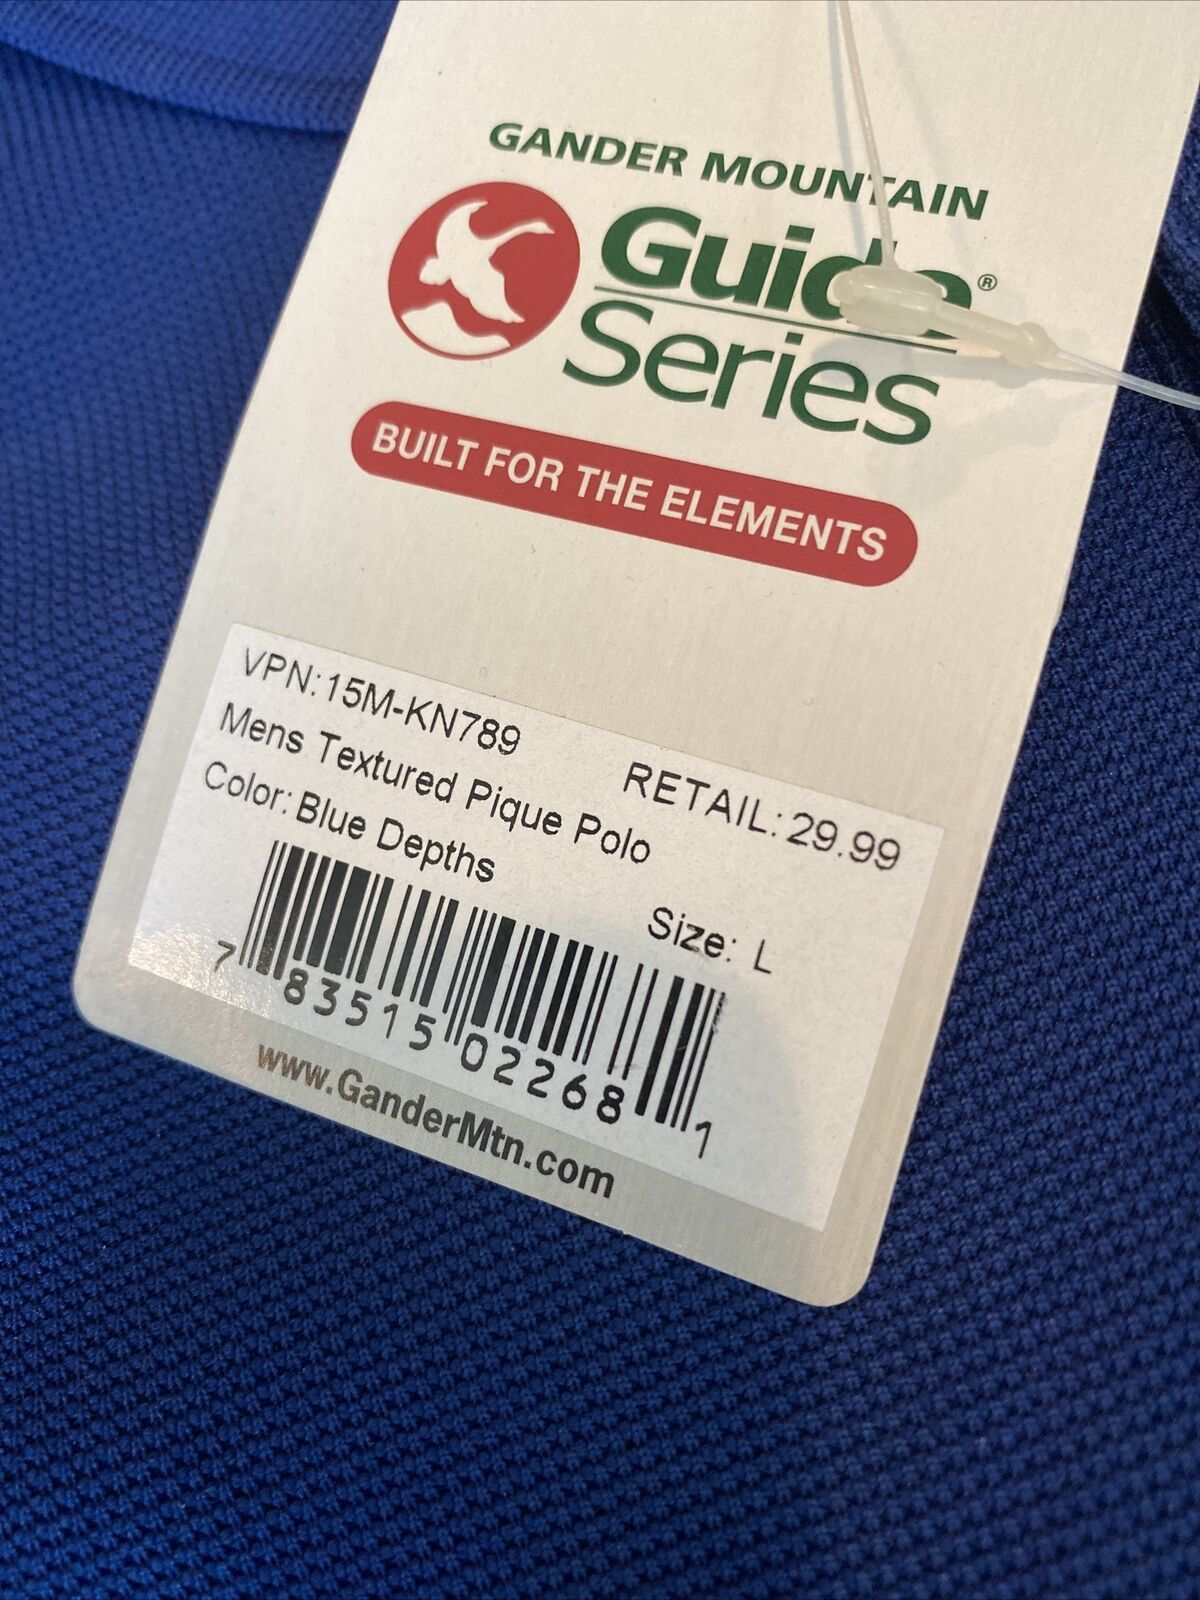 GANDER MOUNTAIN
Guide®
Series
BUILT FOR THE ELEMENTS
VPN:15M-KN789
RETAIL:29.99
Mens Textured Pique Polo
Color:Blue Depths
Size: L
7 83515 02268 1
www.GanderMtn.com